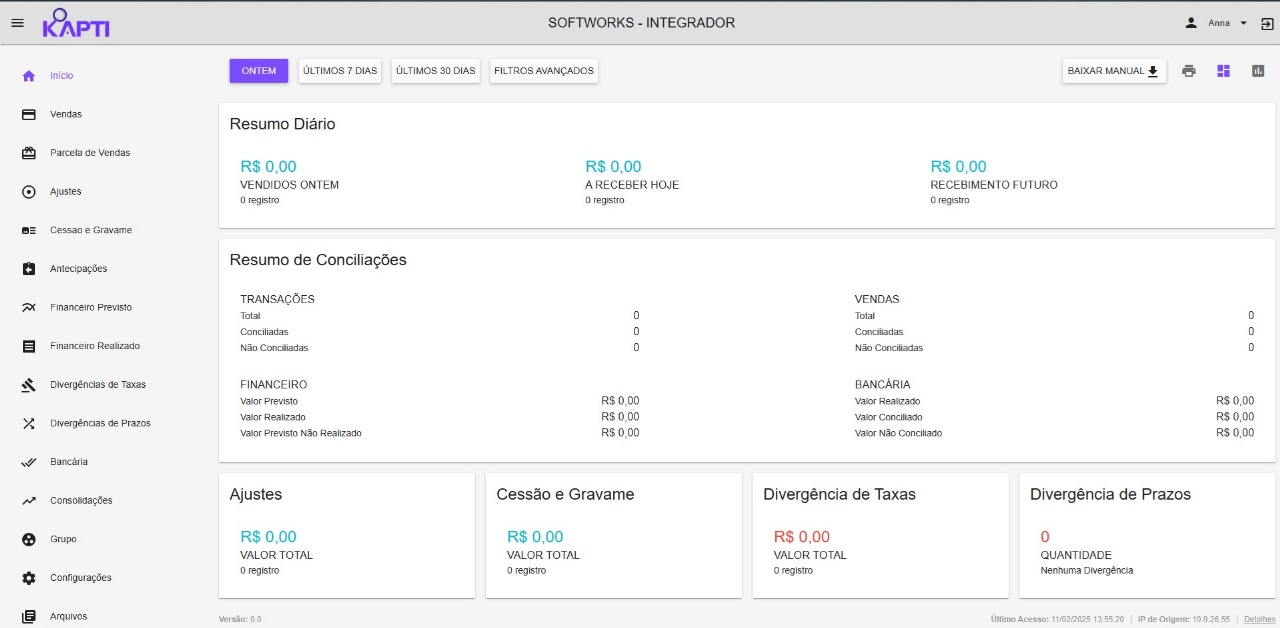 KAPTI
SOFTWORKS - INTEGRADOR
Anna
Início
Vendas
Parcela de Vendas
Ajustes
Cessao e Gravame
Antecipações
Financeiro Previsto
Financeiro Realizado
Divergências de Taxas
Divergências de Prazos
Bancária
Consolidações
Grupo
Configurações
Arquivos
ONTEM
ÚLTIMOS 7 DIAS
ÚLTIMOS 30 DIAS
FILTROS AVANÇADOS
BAIXAR MANUAL
Resumo Diário
R$ 0,00
VENDIDOS ONTEM
0 registro
R$ 0,00
A RECEBER HOJE
0 registro
R$ 0,00
RECEBIMENTO FUTURO
0 registro
Resumo de Conciliações
TRANSAÇÕES
Total 0
Conciliadas 0
Não Conciliadas 0
VENDAS
Total 0
Conciliadas 0
Não Conciliadas 0
FINANCEIRO
Valor Previsto R$ 0,00
Valor Realizado R$ 0,00
Valor Previsto Não Realizado R$ 0,00
BANCÁRIA
Valor Realizado R$ 0,00
Valor Conciliado R$ 0,00
Valor Não Conciliado R$ 0,00
Ajustes
R$ 0,00
VALOR TOTAL
0 registro
Cessão e Gravame
R$ 0,00
VALOR TOTAL
0 registro
Divergência de Taxas
R$ 0,00
VALOR TOTAL
0 registro
Divergência de Prazos
0
QUANTIDADE
Nenhuma Divergência
Versão: 0.0
Último Acesso: 11/02/2025 13:55:20 | IP de Origem: 10.9.26.55 | Detalhes